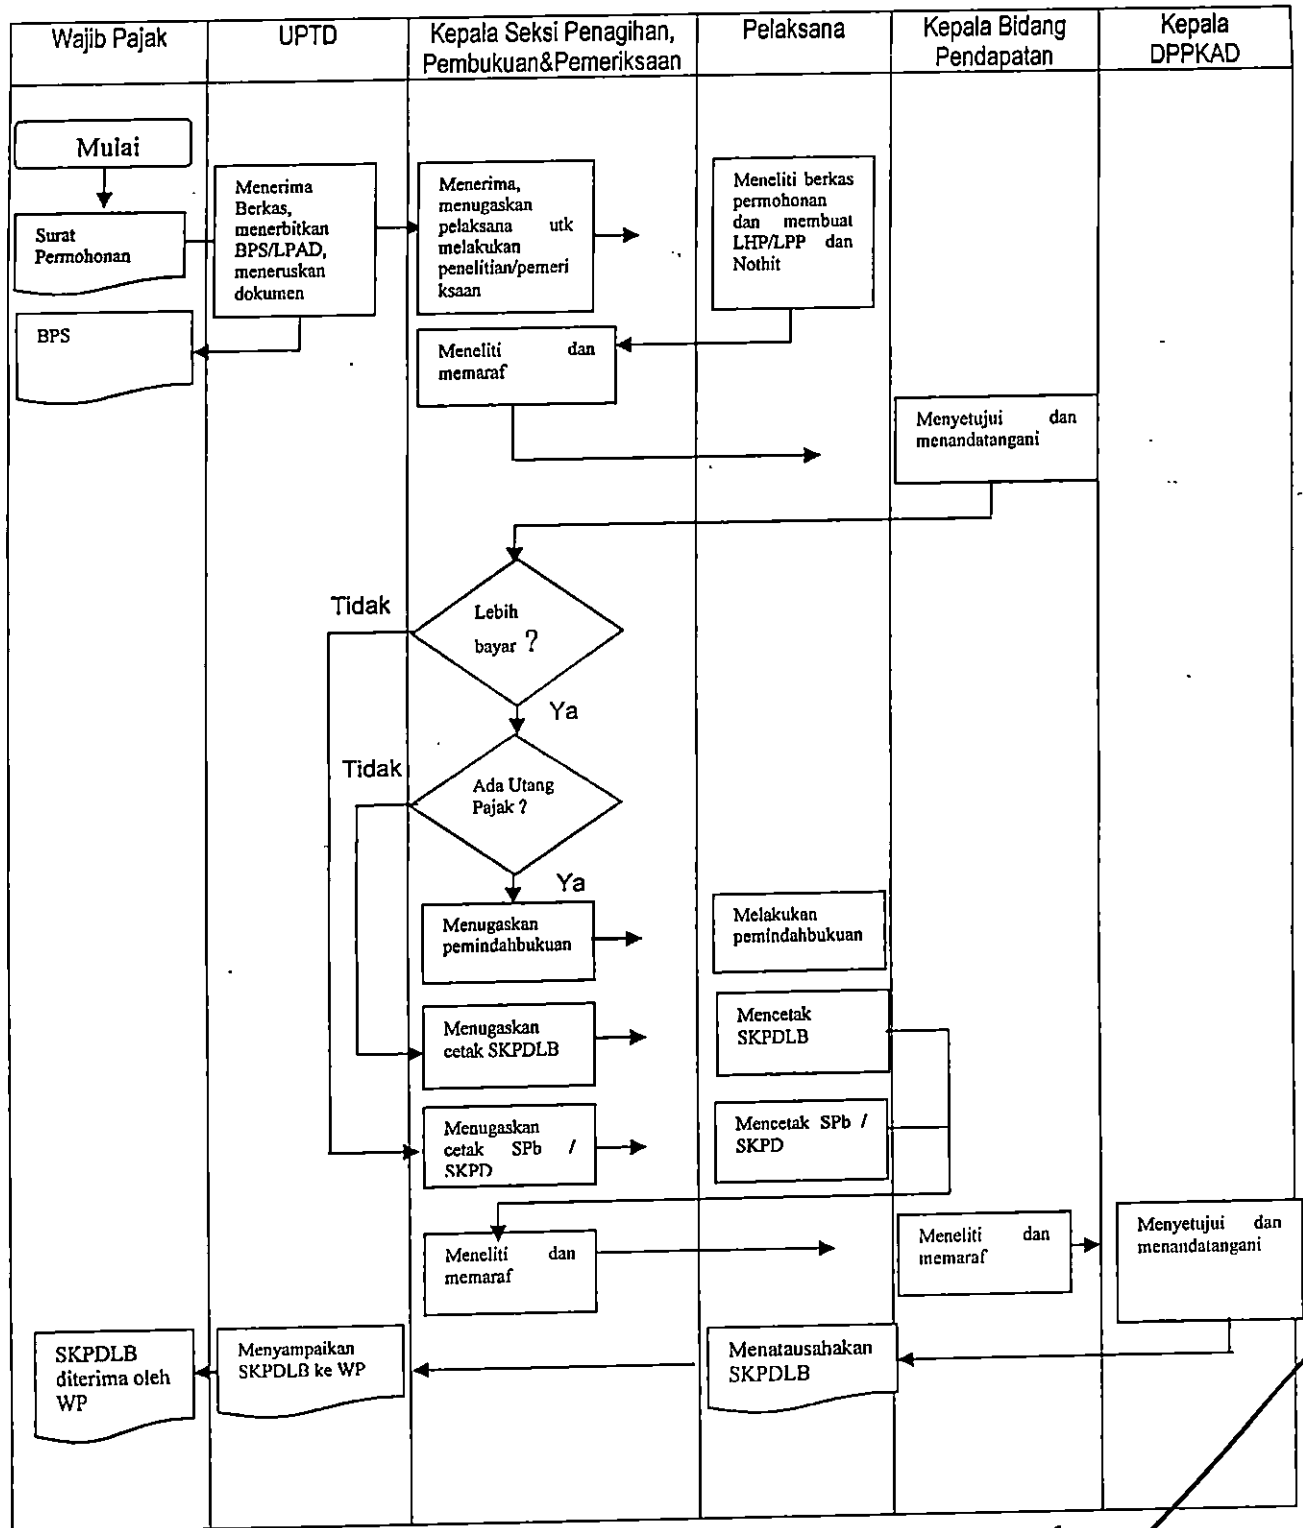 Wajib Pajak
UPTD
Kepala Seksi Penagihan,
Pembukuan&Pemeriksaan
Pelaksana
Kepala Bidang
Pendapatan
Kepala
DPPKAD
Mulai
Surat
Permohonan
Menerima
Berkas,
menerbitkan
BPS/LPAD,
meneruskan
dokumen
Menerima,
menugaskan
pelaksana utk
melakukan
penelitian/pemeri
ksaan
Meneliti berkas
permohonan
dan membuat
LHP/LPP dan
Nothit
BPS
Meneliti dan
memaraf
Menyetujui dan
menandatangani
Tidak
Lebih
bayar ?
Ya
Tidak
Ada Utang
Pajak ?
Ya
Menugaskan
pemindahbukuan
Melakukan
pemindahbukuan
Menugaskan
cetak SKPDLB
Mencetak
SKPDLB
Menugaskan
cetak SPb /
SKPD
Mencetak SPb /
SKPD
Meneliti dan
memaraf
Meneliti dan
memaraf
Menyetujui dan
menandatangani
SKPDLB
diterima oleh
WP
Menyampaikan
SKPDLB ke WP
Menatausahakan
SKPDLB